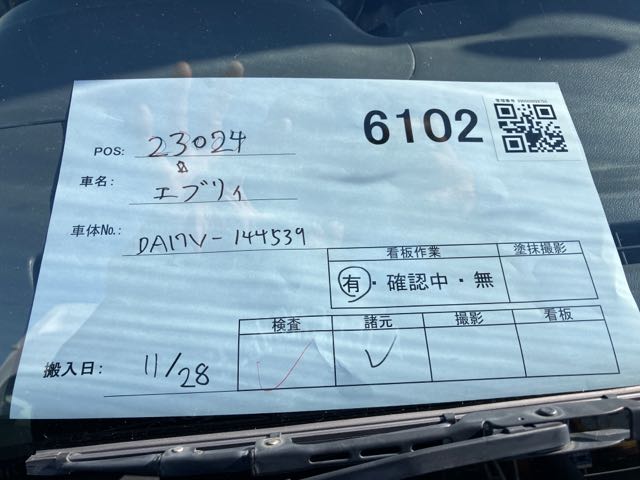 6102
POS: 23024
車名: エブリィ
車体No.: DA17V-144539
看板作業 塗抹撮影
有・確認中・無
検査 諸元 撮影 看板
搬入日: 11/28